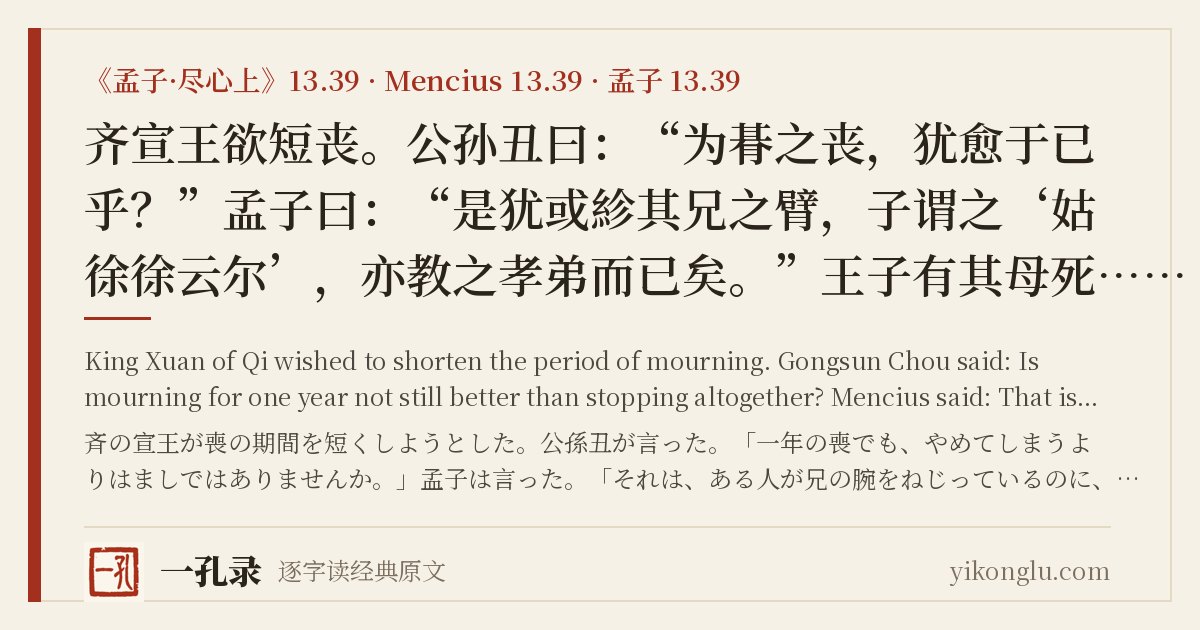 《孟子·尽心上》13.39 · Mencius 13.39 · 孟子 13.39
齐宣王欲短丧。公孙丑曰：“为朞之丧，犹愈于已
乎？”孟子曰：“是犹或紾其兄之臂，子谓之‘姑
徐徐云尔’，亦教之孝弟而已矣。”王子有其母死……
King Xuan of Qi wished to shorten the period of mourning. Gongsun Chou said: Is
mourning for one year not still better than stopping altogether? Mencius said: That is...
斉の宣王が喪の期間を短くしようとした。公孫丑が言った。「一年の喪でも、やめてしまうよ
りはましではありませんか。」孟子は言った。「それは、ある人が兄の腕をねじっているのに、…
一孔
一孔录 逐字读经典原文 yikonglu.com